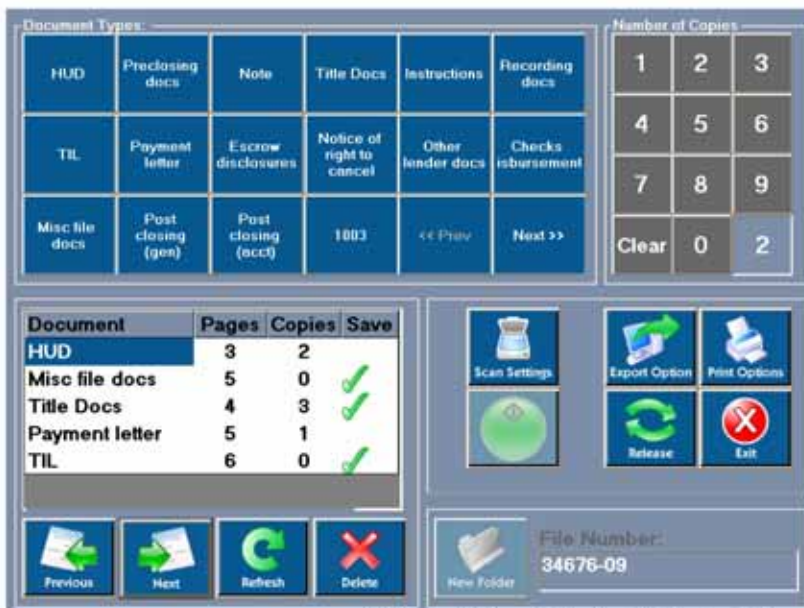 Document Types:
HUD
Preclosing
docs
Note
Title Docs
Instructions
Recording
docs
TIL
Payment
letter
Escrow
disclosures
Notice of
right to
cancel
Other
lender docs
Checks
isbursement
Misc file
docs
Post
closing
(gen)
Post
closing
(acct)
1003
<< Prev
Next >>
Number of Copies
1 2 3
4 5 6
7 8 9
Clear 0 2
Document Pages Copies Save
HUD 3 2
Misc file docs 5 0
Title Docs 4 3
Payment letter 5 1
TIL 6 0
Previous
Next
Refresh
Delete
Scan Settings
Export Option
Print Options
Release
Exit
New Folder
File Number:
34676-09